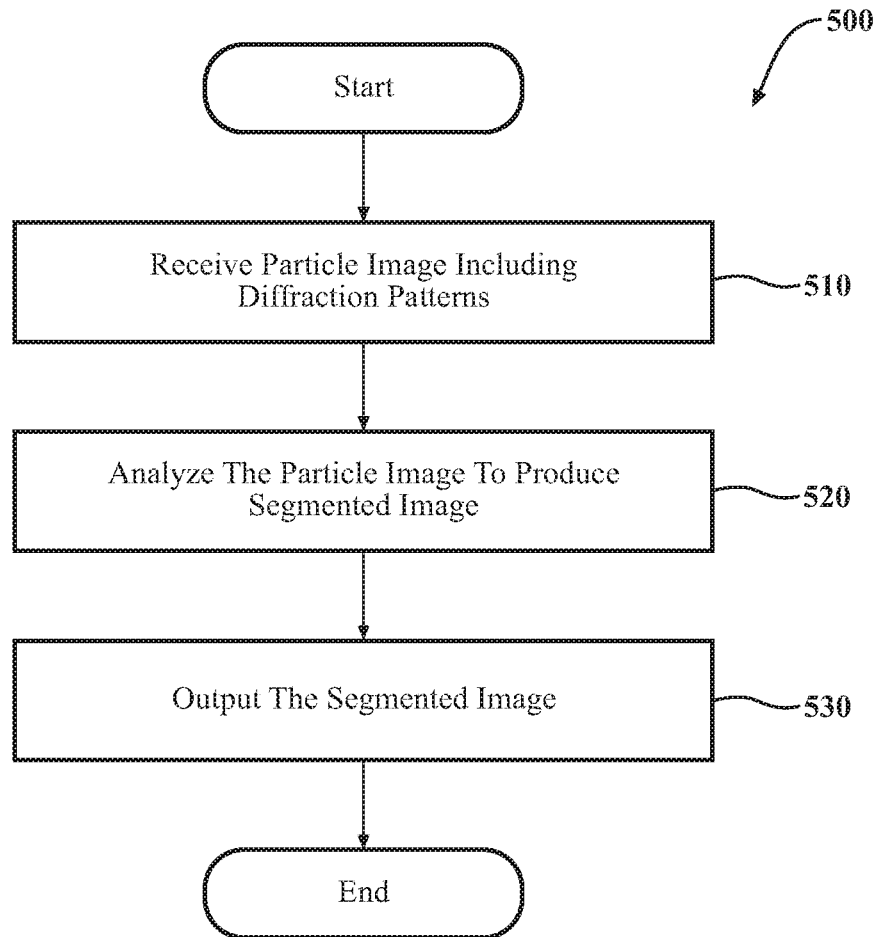 500
Start
Receive Particle Image Including
Diffraction Patterns
510
Analyze The Particle Image To Produce
Segmented Image
520
Output The Segmented Image
530
End